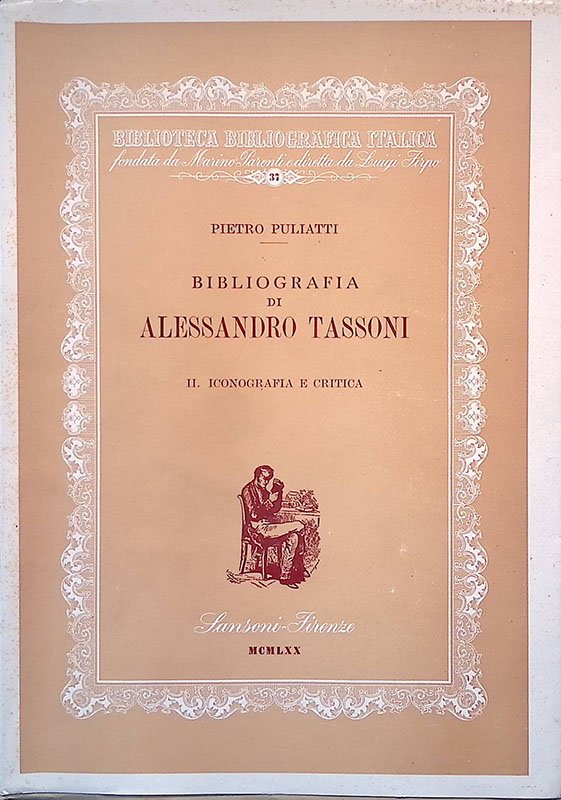 BIBLIOTECA BIBLIOGRAFICA ITALICA
fondata da Marino Parenti e diretta da Luigi Firpo
37
PIETRO PULIATTI
BIBLIOGRAFIA
DI
ALESSANDRO TASSONI
II. ICONOGRAFIA E CRITICA
Sansoni-Firenze
MCMLXX